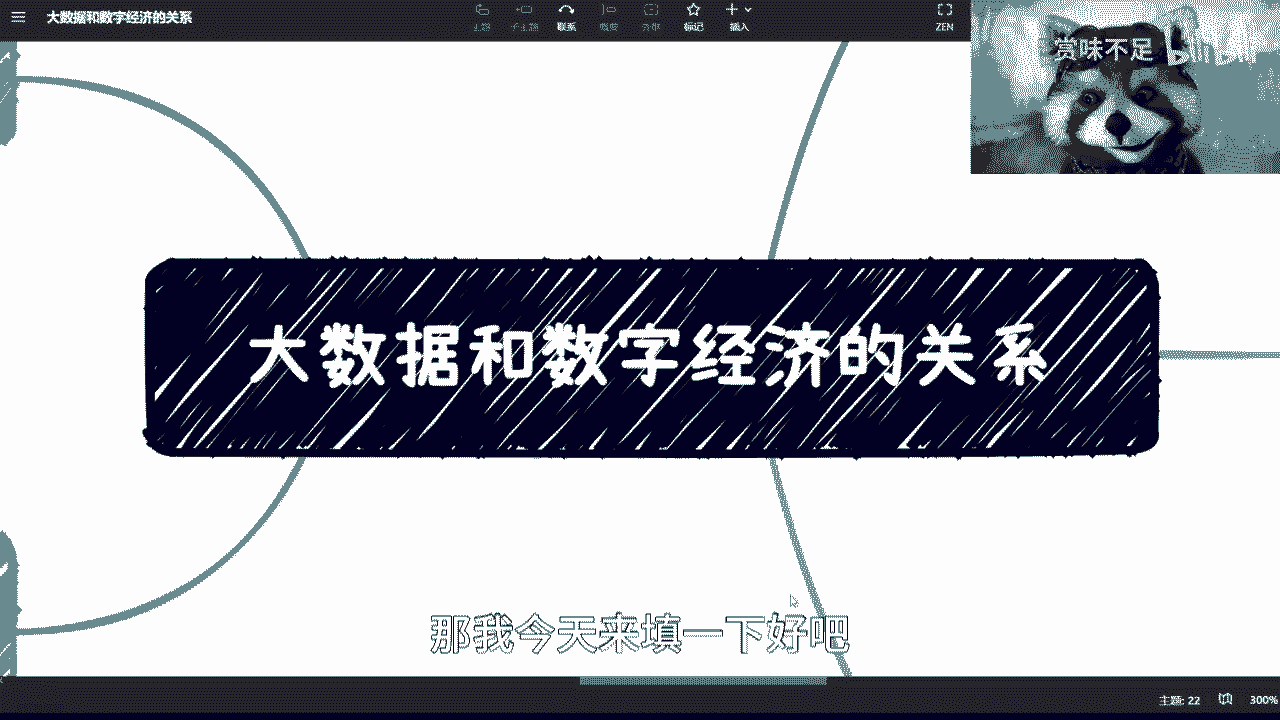 大数据和数字经济的关系
主题
子主题
联系
概要
外框
标记
插入
ZEN
赏味不足
bilibili
大数据和数字经济的关系
那我今天来填一下好吧
主题: 22
300%